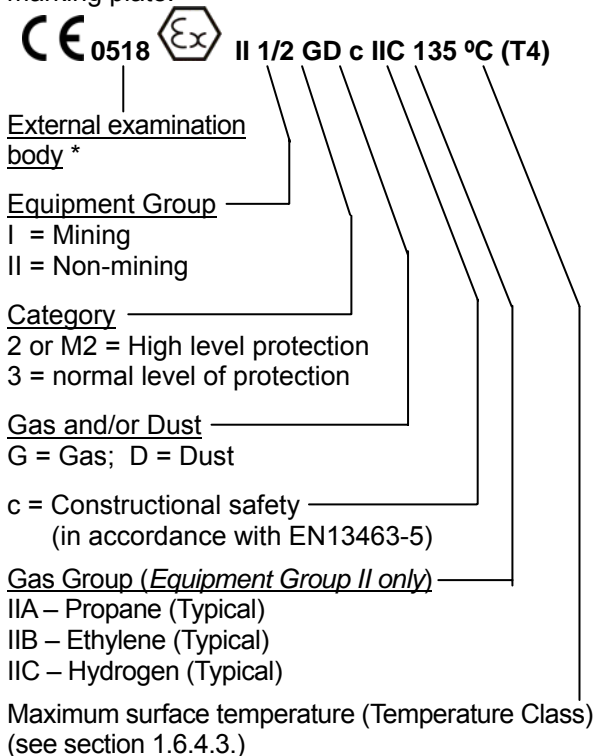 CE 0518 Ex II 1/2 GD c IIC 135 ºC (T4)
External examination
body *
Equipment Group
I = Mining
II = Non-mining
Category
2 or M2 = High level protection
3 = normal level of protection
Gas and/or Dust
G = Gas; D = Dust
c = Constructional safety
(in accordance with EN13463-5)
Gas Group (Equipment Group II only)
IIA – Propane (Typical)
IIB – Ethylene (Typical)
IIC – Hydrogen (Typical)
Maximum surface temperature (Temperature Class)
(see section 1.6.4.3.)